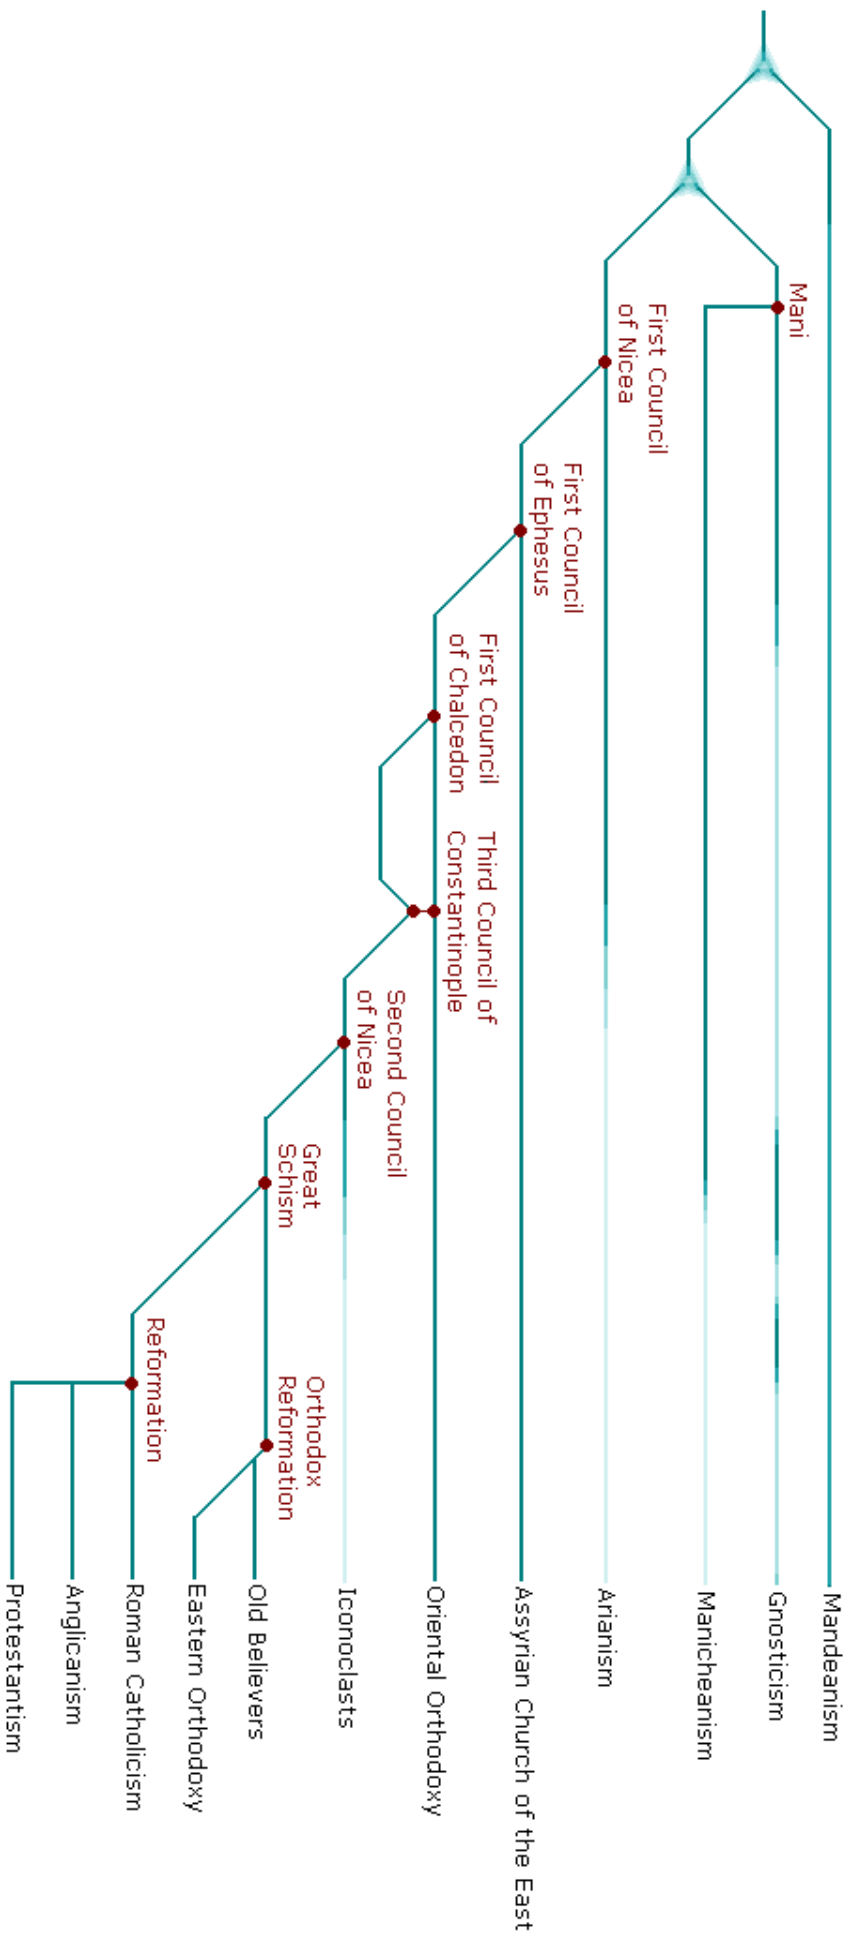 Mani
First Council
of Nicea
First Council
of Ephesus
First Council
of Chalcedon
Third Council of
Constantinople
Second Council
of Nicea
Great
Schism
Reformation
Orthodox
Reformation
Mandeanism
Gnosticism
Manicheanism
Arianism
Assyrian Church of the East
Oriental Orthodoxy
Iconoclasts
Old Believers
Eastern Orthodoxy
Roman Catholicism
Anglicanism
Protestantism